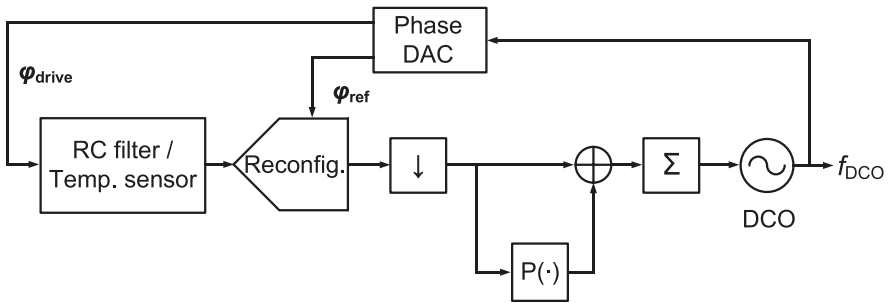 Phase
DAC
φdrive
φref
RC filter /
Temp. sensor
Reconfig.
↓
Σ
fDCO
DCO
P(·)